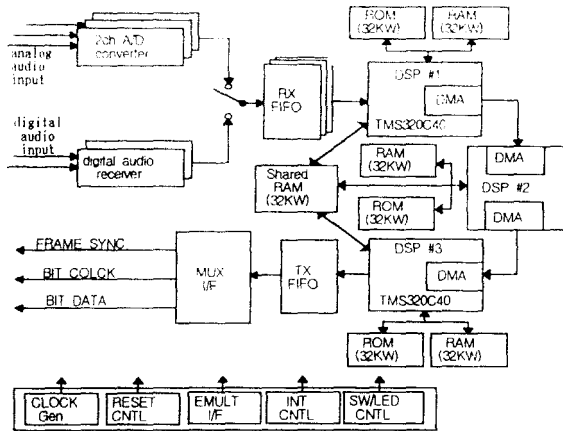 analog
audio
input
2ch A/D
converter
digital
audio
input
digital audio
receiver
RX
FIFO
ROM
(32KW)
RAM
(32KW)
DSP #1
DMA
TMS320C40
Shared
RAM
(32KW)
RAM
(32KW)
ROM
(32KW)
DMA
DSP #2
DMA
FRAME SYNC.
BIT COLCK
BIT DATA
MUX
I/F
TX
FIFO
DSP #3
DMA
TMS320C40
ROM
(32KW)
RAM
(32KW)
CLOCK
Gen
RESET
CNTL
EMULT
I/F
INT
CNTL
SW/LED
CNTL